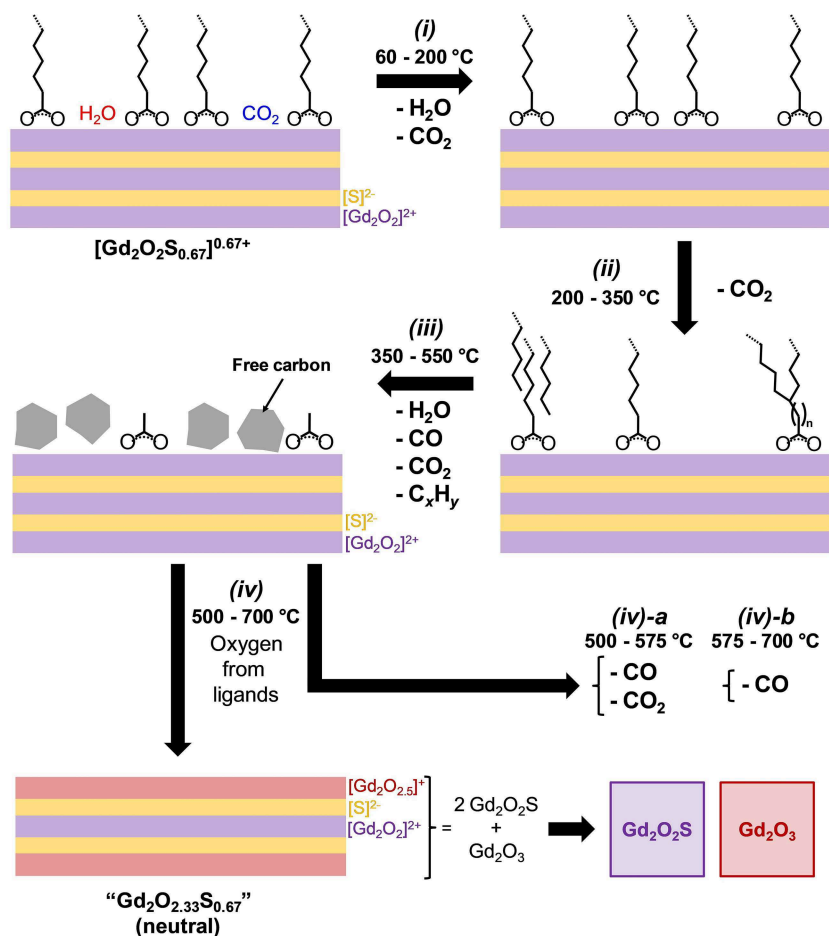 O O
H₂O
O O
O O
CO₂
O O
[S]²⁻
[Gd₂O₂]²⁺
[Gd₂O₂S₀.₆₇]⁰·⁶⁷⁺
(i)
60 - 200 °C
- H₂O
- CO₂
O O
O O
O O
O O
(ii)
200 - 350 °C
- CO₂
O O
O O
n
O O
(iii)
350 - 550 °C
- H₂O
- CO
- CO₂
- CₓHᵧ
Free carbon
O O
O O
[S]²⁻
[Gd₂O₂]²⁺
(iv)
500 - 700 °C
Oxygen
from
ligands
(iv)-a
500 - 575 °C
- CO
- CO₂
(iv)-b
575 - 700 °C
- CO
[Gd₂O₂.₅]⁺
[S]²⁻
[Gd₂O₂]²⁺
= 2 Gd₂O₂S
+
Gd₂O₃
Gd₂O₂S
Gd₂O₃
“Gd₂O₂.₃₃S₀.₆₇”
(neutral)